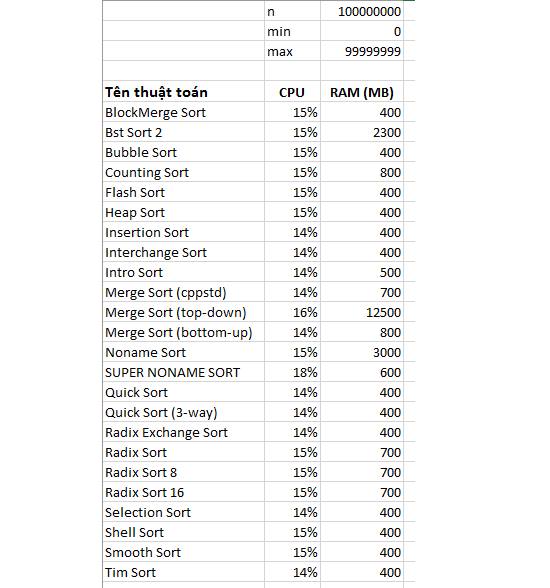 n 100000000
min 0
max 99999999
Tên thuật toán CPU RAM (MB)
BlockMerge Sort 15% 400
Bst Sort 2 15% 2300
Bubble Sort 15% 400
Counting Sort 15% 800
Flash Sort 15% 400
Heap Sort 15% 400
Insertion Sort 14% 400
Interchange Sort 14% 400
Intro Sort 14% 500
Merge Sort (cppstd) 14% 700
Merge Sort (top-down) 16% 12500
Merge Sort (bottom-up) 14% 800
Noname Sort 15% 3000
SUPER NONAME SORT 18% 600
Quick Sort 14% 400
Quick Sort (3-way) 14% 400
Radix Exchange Sort 14% 400
Radix Sort 15% 700
Radix Sort 8 15% 700
Radix Sort 16 15% 700
Selection Sort 14% 400
Shell Sort 15% 400
Smooth Sort 15% 400
Tim Sort 14% 400